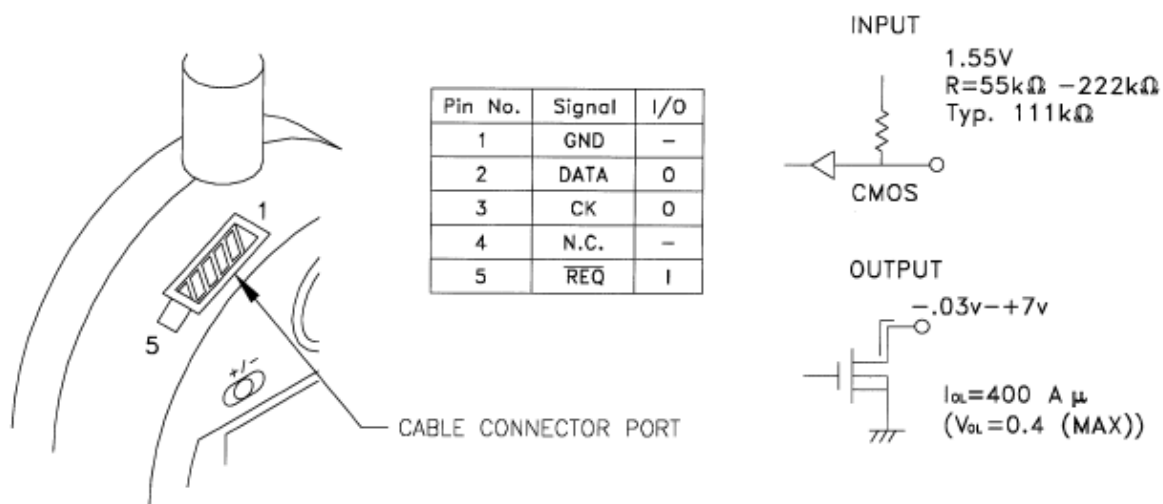 1
5
+/-
CABLE CONNECTOR PORT
Pin No. Signal I/O
1 GND –
2 DATA O
3 CK O
4 N.C. –
5 REQ I
INPUT
1.55V
R=55kΩ –222kΩ
Typ. 111kΩ
CMOS
OUTPUT
–.03v–+7v
IOL=400 A μ
(VOL=0.4 (MAX))